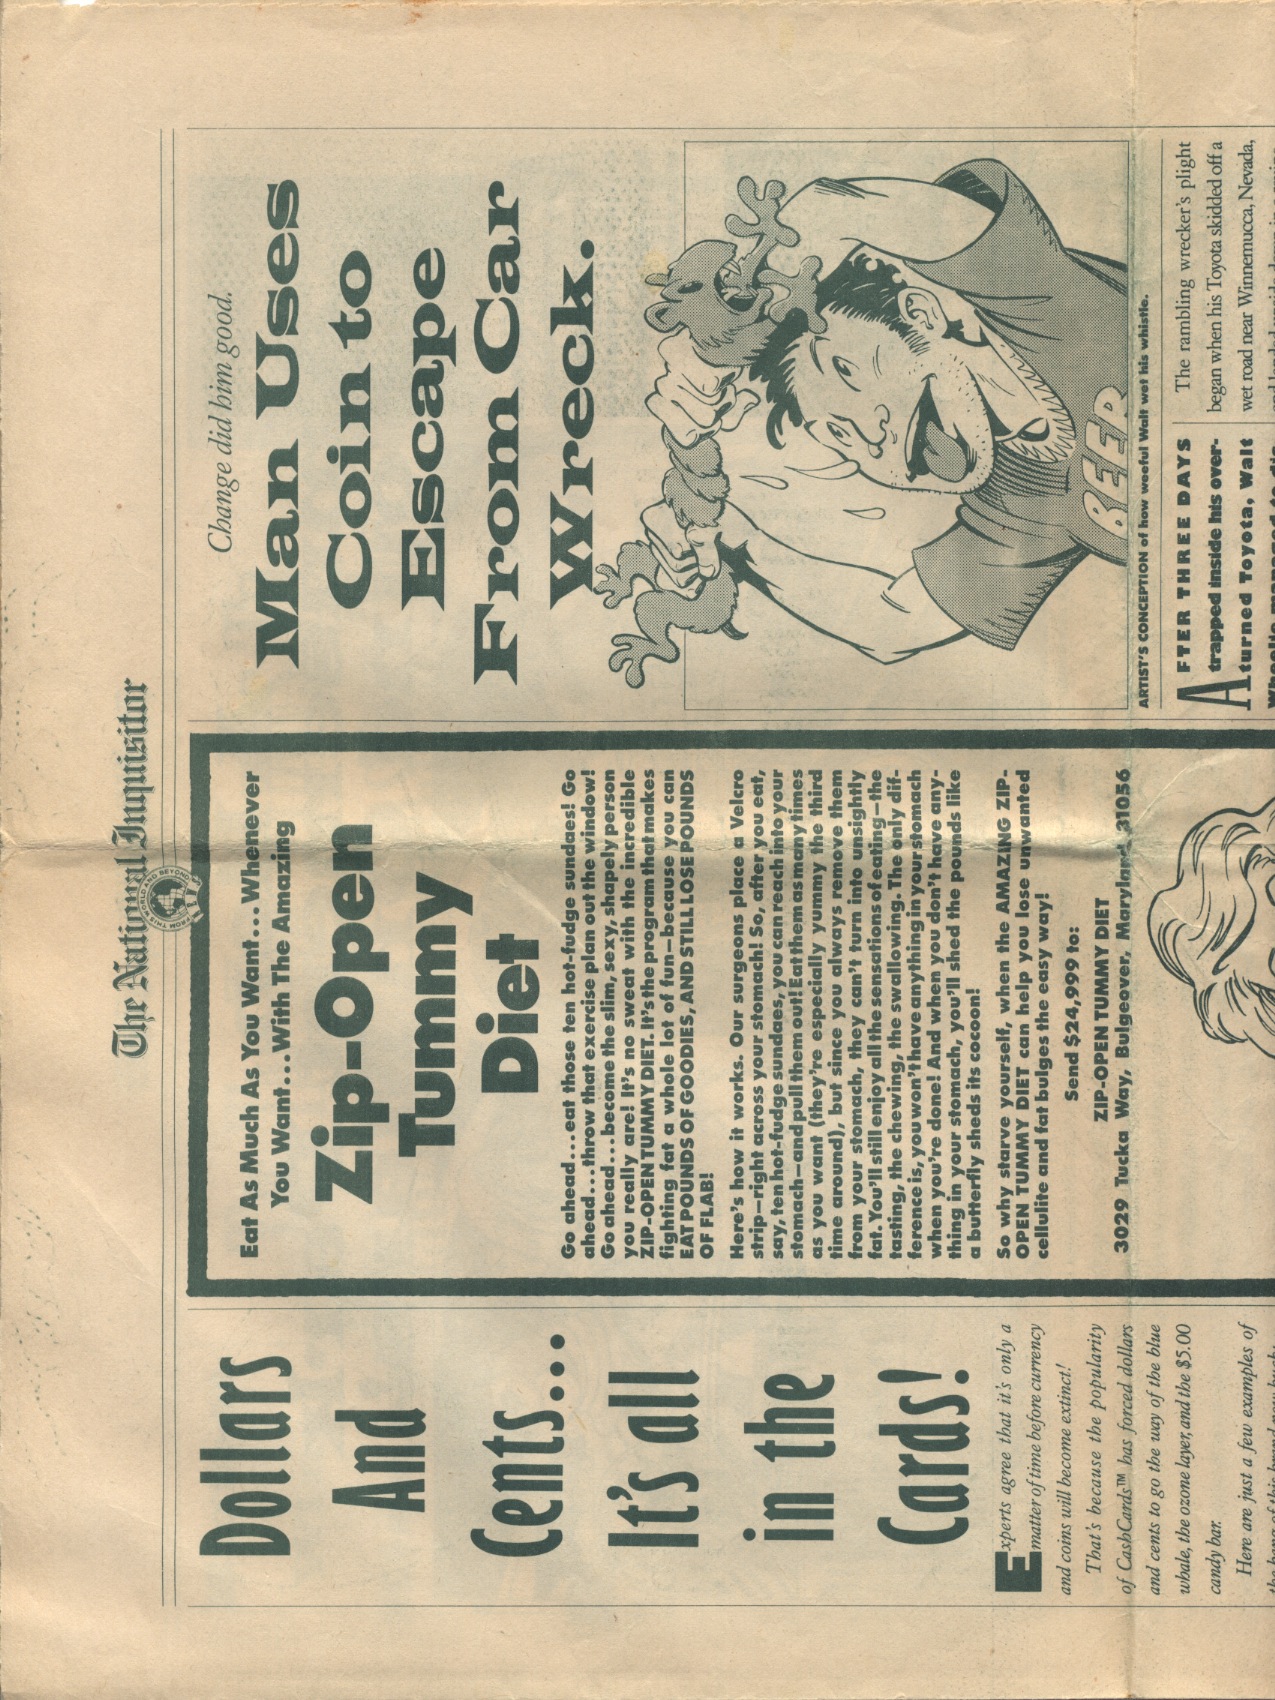 The National Inquisitor
FROM THIS WORLD AND BEYOND
Dollars
And
Cents...
It's all
in the
Cards!
Experts agree that it's only a
matter of time before currency
and coins will become extinct!
That's because the popularity
of CashCards™ has forced dollars
and cents to go the way of the blue
whale, the ozone layer, and the $5.00
candy bar.
Here are just a few examples of
Eat As Much As You Want...Whenever
You Want...With The Amazing
Zip-Open
Tummy
Diet
Go ahead...eat those ten hot-fudge sundaes! Go
ahead...throw that exercise plan out the window!
Go ahead...become the slim, sexy, shapely person
you really are! It's no sweat with the incredible
ZIP-OPEN TUMMY DIET. It's the program that makes
fighting fat a whole lot of fun—because you can
EAT POUNDS OF GOODIES, AND STILL LOSE POUNDS
OF FLAB!
Here's how it works. Our surgeons place a Velcro
strip—right across your stomach! So, after you eat,
say, ten hot-fudge sundaes, you can reach into your
stomach—and pull them out! Eat them as many times
as you want (they're especially yummy the third
time around), but since you always remove them
from your stomach, they can't turn into unsightly
fat. You'll still enjoy all the sensations of eating—the
tasting, the chewing, the swallowing. The only dif-
ference is, you won't have anything in your stomach
when you're done! And when you don't have any-
thing in your stomach, you'll shed the pounds like
a butterfly sheds its cocoon!
So why starve yourself, when the AMAZING ZIP-
OPEN TUMMY DIET can help you lose unwanted
cellulite and fat bulges the easy way!
Send $24,999 to:
ZIP-OPEN TUMMY DIET
3029 Tucka Way, Bulgeover, Maryland 31056
Change did him good.
Man Uses
Coin to
Escape
From Car
Wreck.
BEER
ARTIST'S CONCEPTION of how woeful Walt wet his whistle.
AFTER THREE DAYS
trapped inside his over-
turned Toyota, Walt
The rambling wrecker's plight
began when his Toyota skidded off a
wet road near Winnemucca, Nevada,